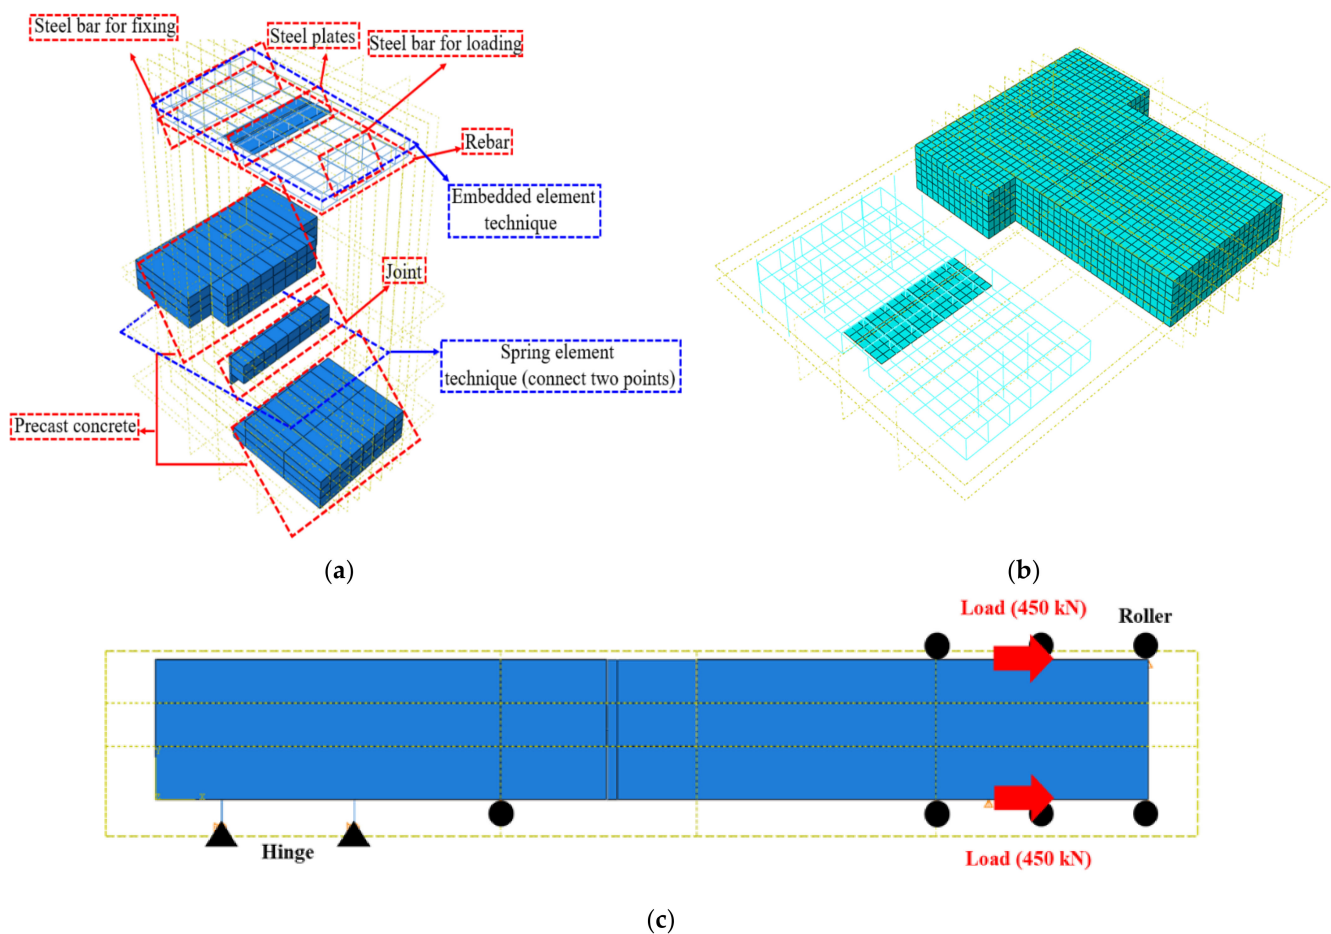 Steel bar for fixing
Steel plates
Steel bar for loading
Rebar
Embedded element
technique
Joint
Spring element
technique (connect two points)
Precast concrete
(a)
(b)
Load (450 kN)
Roller
Hinge
Load (450 kN)
(c)